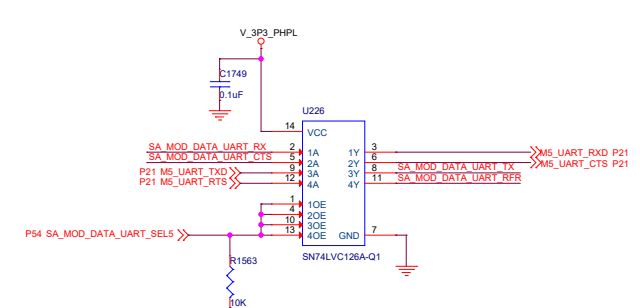 V_3P3_PHPL
C1749
0.1uF
U226
14 VCC
SA_MOD_DATA_UART_RX 2 1A 1Y 3 M5_UART_RXD P21
SA_MOD_DATA_UART_CTS 5 2A 2Y 6 M5_UART_CTS P21
P21 M5_UART_TXD 9 3A 3Y 8 SA_MOD_DATA_UART_TX
P21 M5_UART_RTS 12 4A 4Y 11 SA_MOD_DATA_UART_RFR
1 1OE
4 2OE
10 3OE
P54 SA_MOD_DATA_UART_SEL5 13 4OE GND 7
SN74LVC126A-Q1
R1563
10K